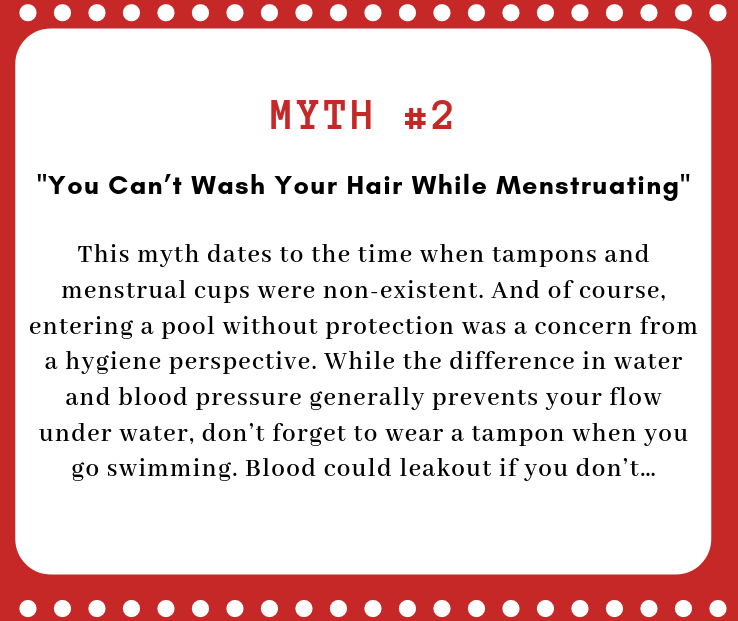 MYTH #2
"You Can’t Wash Your Hair While Menstruating"
This myth dates to the time when tampons and
menstrual cups were non-existent. And of course,
entering a pool without protection was a concern from
a hygiene perspective. While the difference in water
and blood pressure generally prevents your flow
under water, don’t forget to wear a tampon when you
go swimming. Blood could leakout if you don’t…